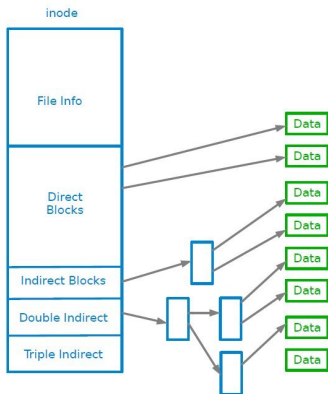 inode
File Info
Data
Data
Direct
Blocks
Data
Data
Indirect Blocks
Data
Double Indirect
Data
Data
Triple Indirect
Data